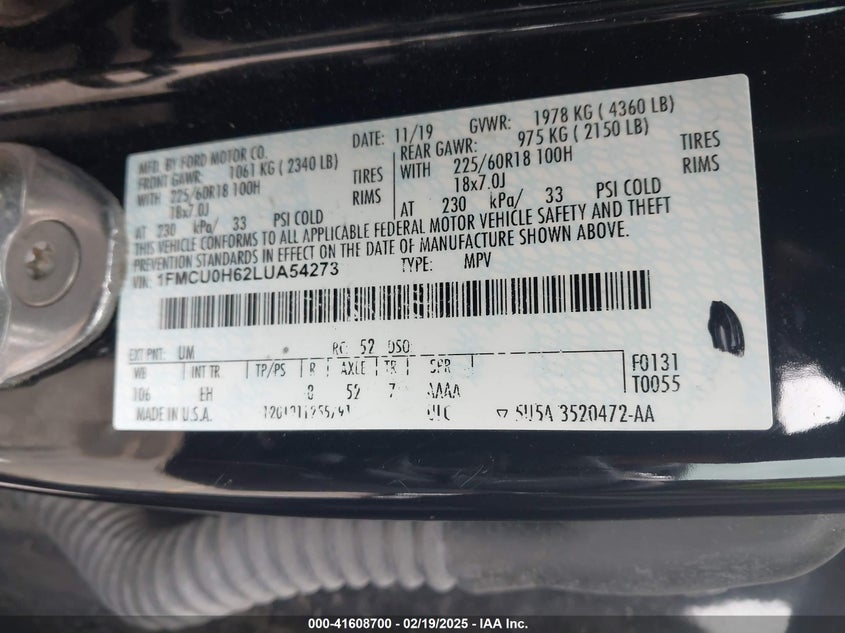 MFD. BY FORD MOTOR CO. DATE: 11/19 GVWR: 1978 KG ( 4360 LB)
FRONT GAWR: 1061 KG ( 2340 LB) REAR GAWR: 975 KG ( 2150 LB)
WITH 225/60R18 100H TIRES WITH 225/60R18 100H TIRES
18x7.0J RIMS 18x7.0J RIMS
AT 230 kPa/ 33 PSI COLD AT 230 kPa/ 33 PSI COLD
THIS VEHICLE CONFORMS TO ALL APPLICABLE FEDERAL MOTOR VEHICLE SAFETY AND THEFT
PREVENTION STANDARDS IN EFFECT ON THE DATE OF MANUFACTURE SHOWN ABOVE.
VIN: 1FMCU0H62LUA54273 TYPE: MPV
EXT PNT: UM RC: 52 DSO:
WB INT TR TP/PS R AXLE TR SPR F0131
106 EH 8 52 7 AAAA T0055
MADE IN U.S.A. 5U5A 3520472-AA
000-41608700 - 02/19/2025 - IAA Inc.